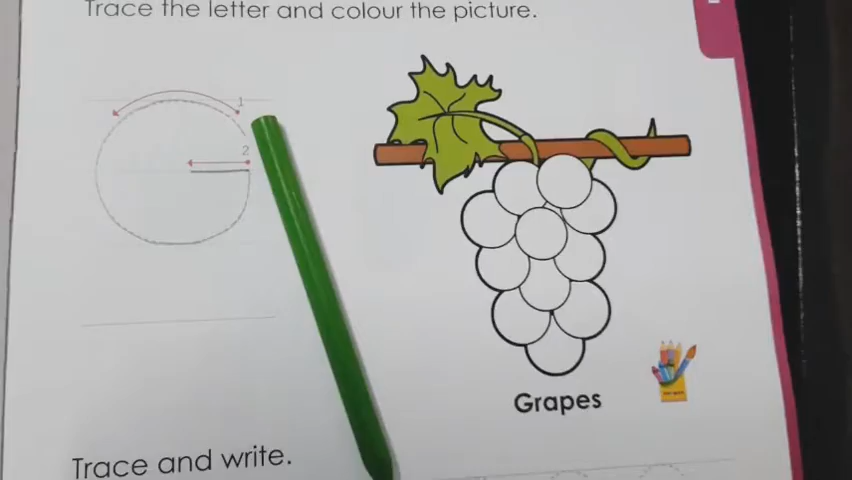 Trace the letter and colour the picture.
1
2
Grapes
Trace and write.